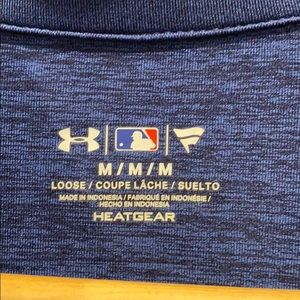 M / M / M
LOOSE / COUPE LÂCHE / SUELTO
MADE IN INDONESIA / FABRIQUÉ EN INDONÉSIE /
HECHO EN INDONESIA
HEATGEAR